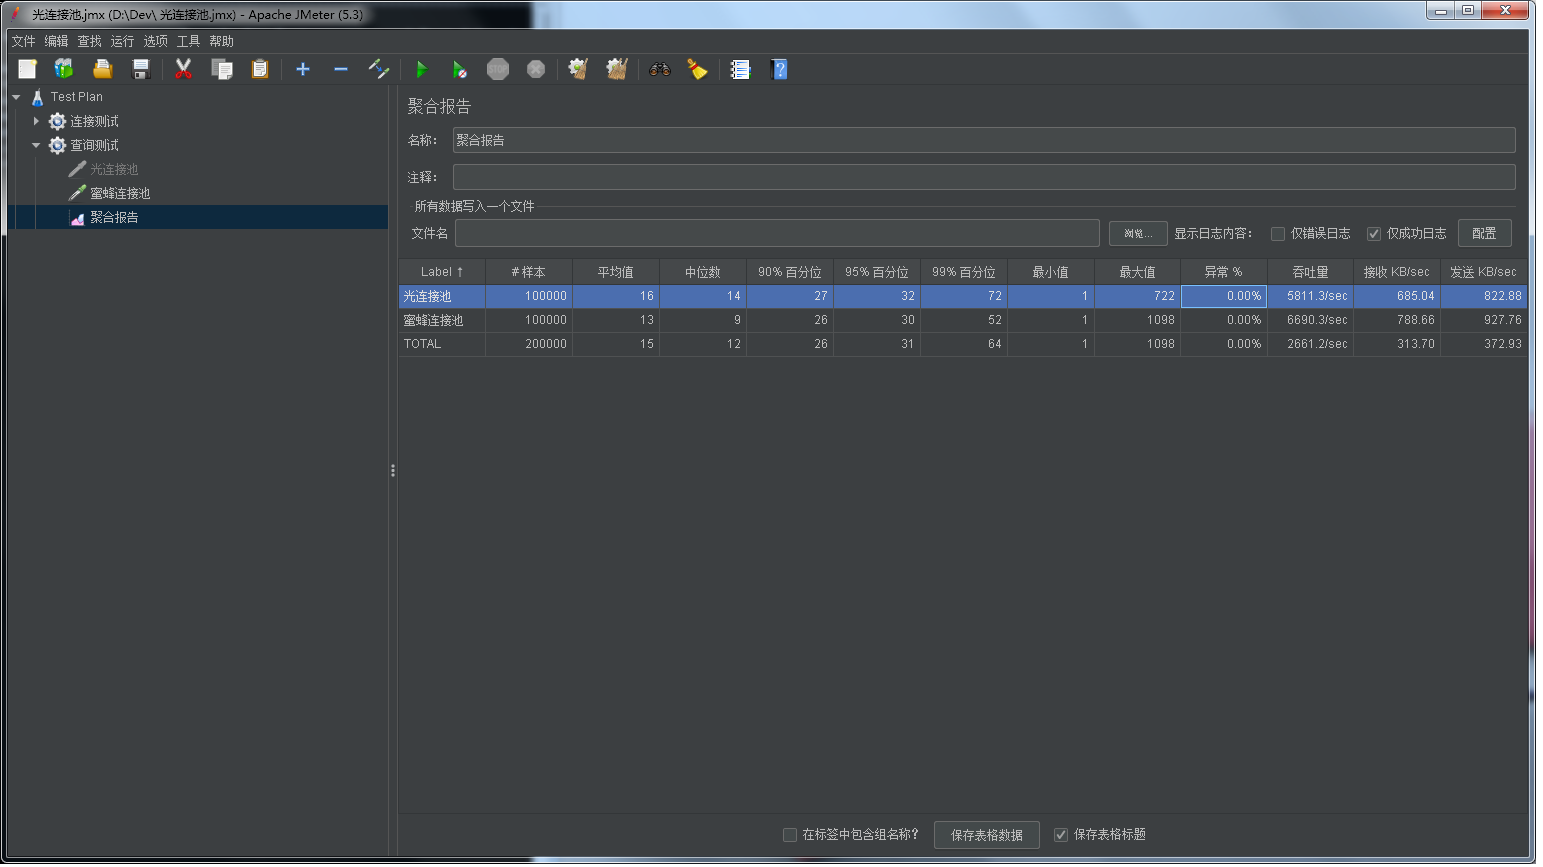 光连接池.jmx (D:\Dev\ 光连接池.jmx) - Apache JMeter (5.3)
文件 编辑 查找 运行 选项 工具 帮助
STOP
Test Plan
连接测试
查询测试
光连接池
蜜蜂连接池
聚合报告
聚合报告
名称： 聚合报告
注释：
所有数据写入一个文件
文件名 浏览... 显示日志内容： 仅错误日志 仅成功日志 配置
Label ↑ # 样本 平均值 中位数 90% 百分位 95% 百分位 99% 百分位 最小值 最大值 异常 % 吞吐量 接收 KB/sec 发送 KB/sec
光连接池 100000 16 14 27 32 72 1 722 0.00% 5811.3/sec 685.04 822.88
蜜蜂连接池 100000 13 9 26 30 52 1 1098 0.00% 6690.3/sec 788.66 927.76
TOTAL 200000 15 12 26 31 64 1 1098 0.00% 2661.2/sec 313.70 372.93
在标签中包含组名称？ 保存表格数据 保存表格标题